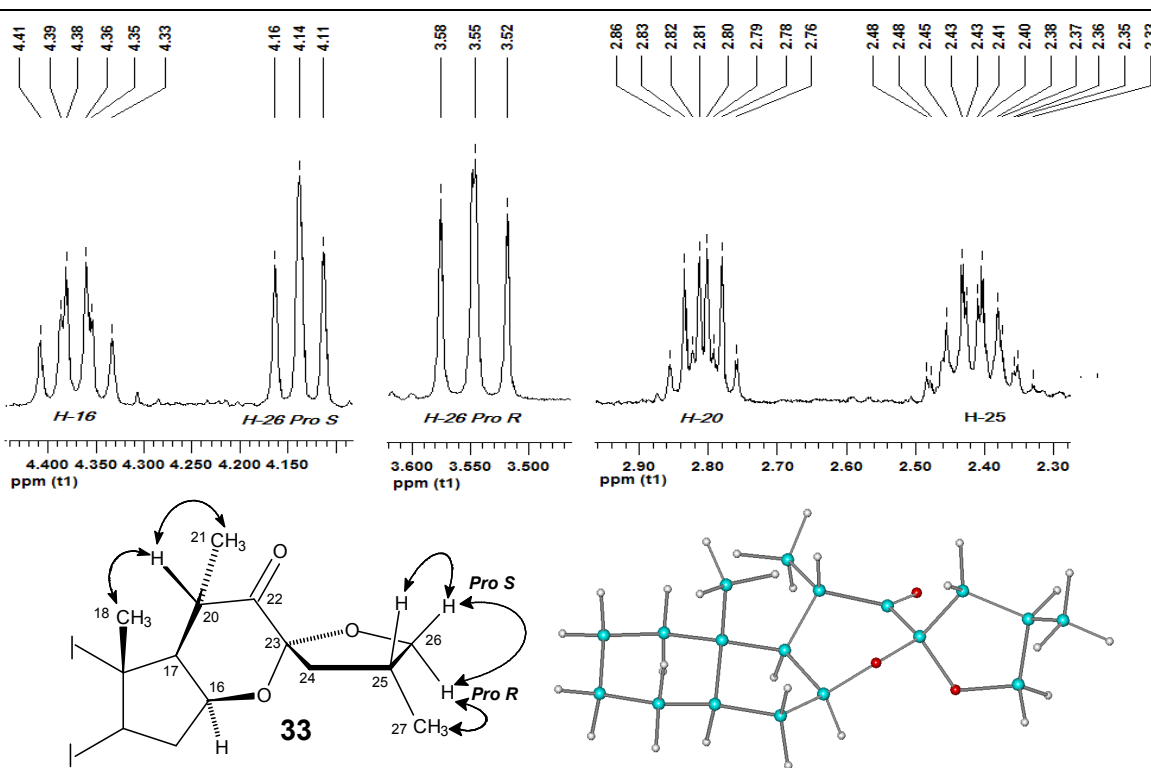 4.41 4.39 4.38 4.36 4.35 4.33 4.16 4.14 4.11 3.58 3.55 3.52 2.86 2.83 2.82 2.81 2.80 2.79 2.78 2.76 2.48 2.48 2.45 2.43 2.43 2.41 2.40 2.38 2.37 2.36 2.35
H-16 H-26 Pro S H-26 Pro R H-20 H-25
4.400 4.350 4.300 4.250 4.200 4.150 3.600 3.550 3.500 2.90 2.80 2.70 2.60 2.50 2.40 2.30
ppm (t1) ppm (t1) ppm (t1)
21 CH3 O
H
H Pro S
18 CH3 20 22 H
O 26
I 17 23
24 25 H Pro R
16 O
I 27 CH3
H 33